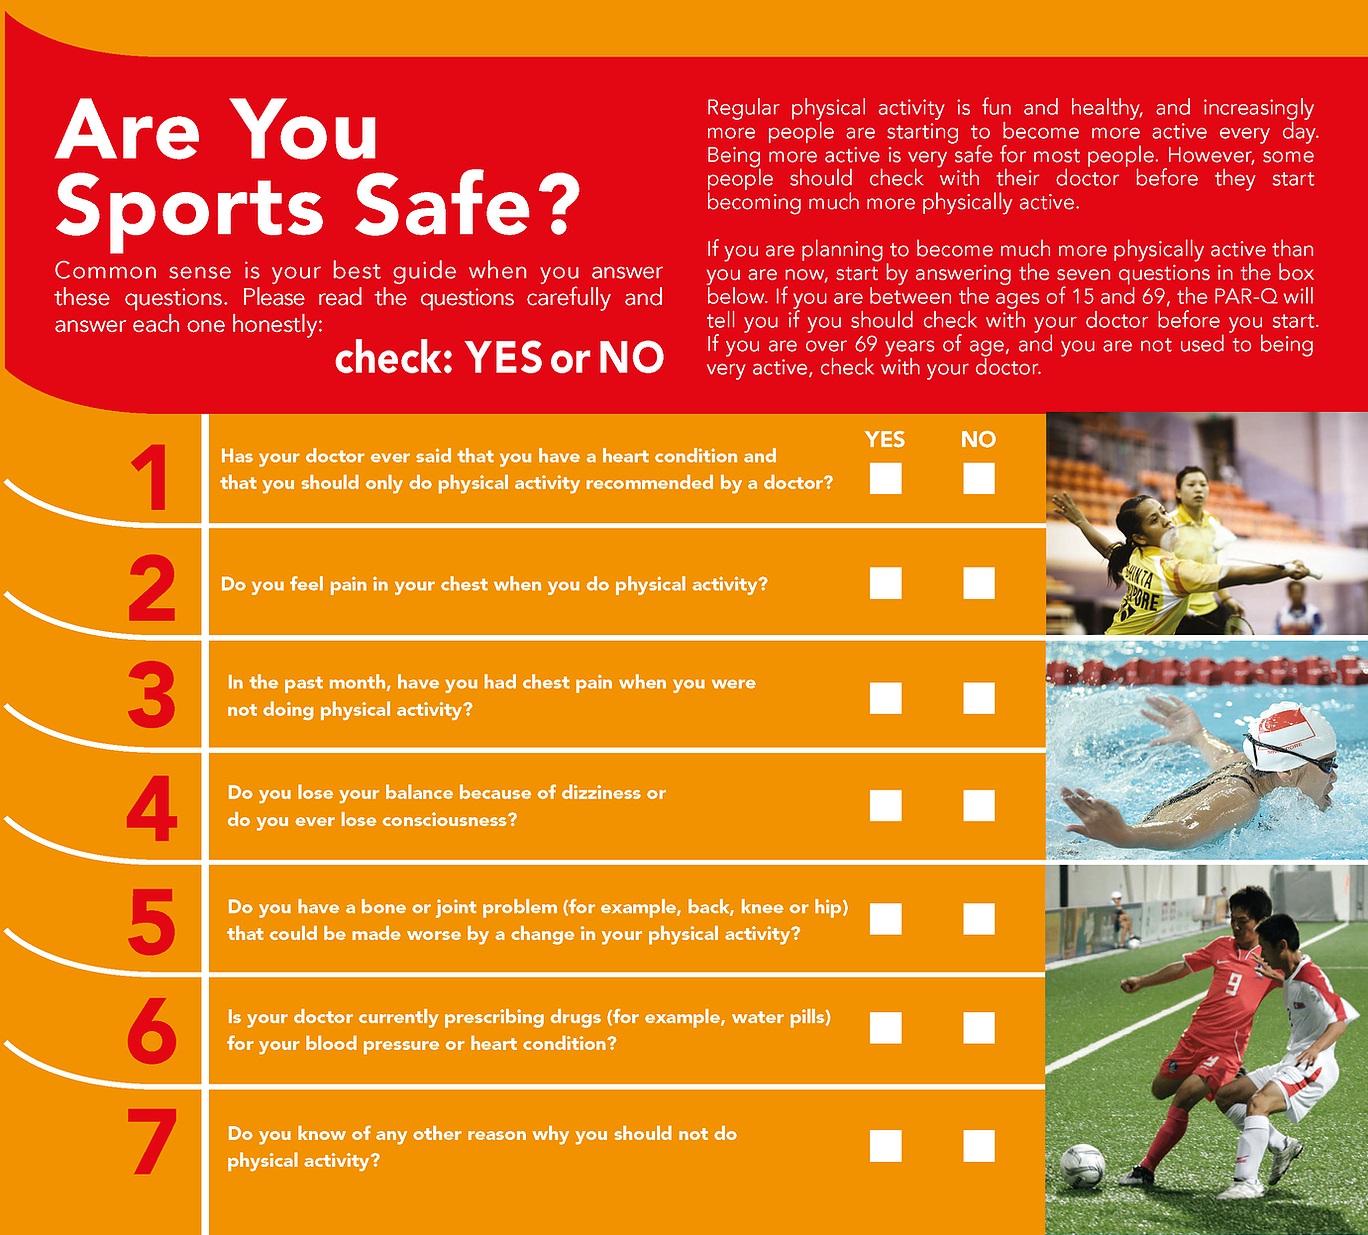 Are You
Sports Safe?
Common sense is your best guide when you answer
these questions. Please read the questions carefully and
answer each one honestly:
check: YES or NO
Regular physical activity is fun and healthy, and increasingly
more people are starting to become more active every day.
Being more active is very safe for most people. However, some
people should check with their doctor before they start
becoming much more physically active.
If you are planning to become much more physically active than
you are now, start by answering the seven questions in the box
below. If you are between the ages of 15 and 69, the PAR-Q will
tell you if you should check with your doctor before you start.
If you are over 69 years of age, and you are not used to being
very active, check with your doctor.
YES NO
1
Has your doctor ever said that you have a heart condition and
that you should only do physical activity recommended by a doctor?
2
Do you feel pain in your chest when you do physical activity?
3
In the past month, have you had chest pain when you were
not doing physical activity?
4
Do you lose your balance because of dizziness or
do you ever lose consciousness?
5
Do you have a bone or joint problem (for example, back, knee or hip)
that could be made worse by a change in your physical activity?
6
Is your doctor currently prescribing drugs (for example, water pills)
for your blood pressure or heart condition?
7
Do you know of any other reason why you should not do
physical activity?
9
9